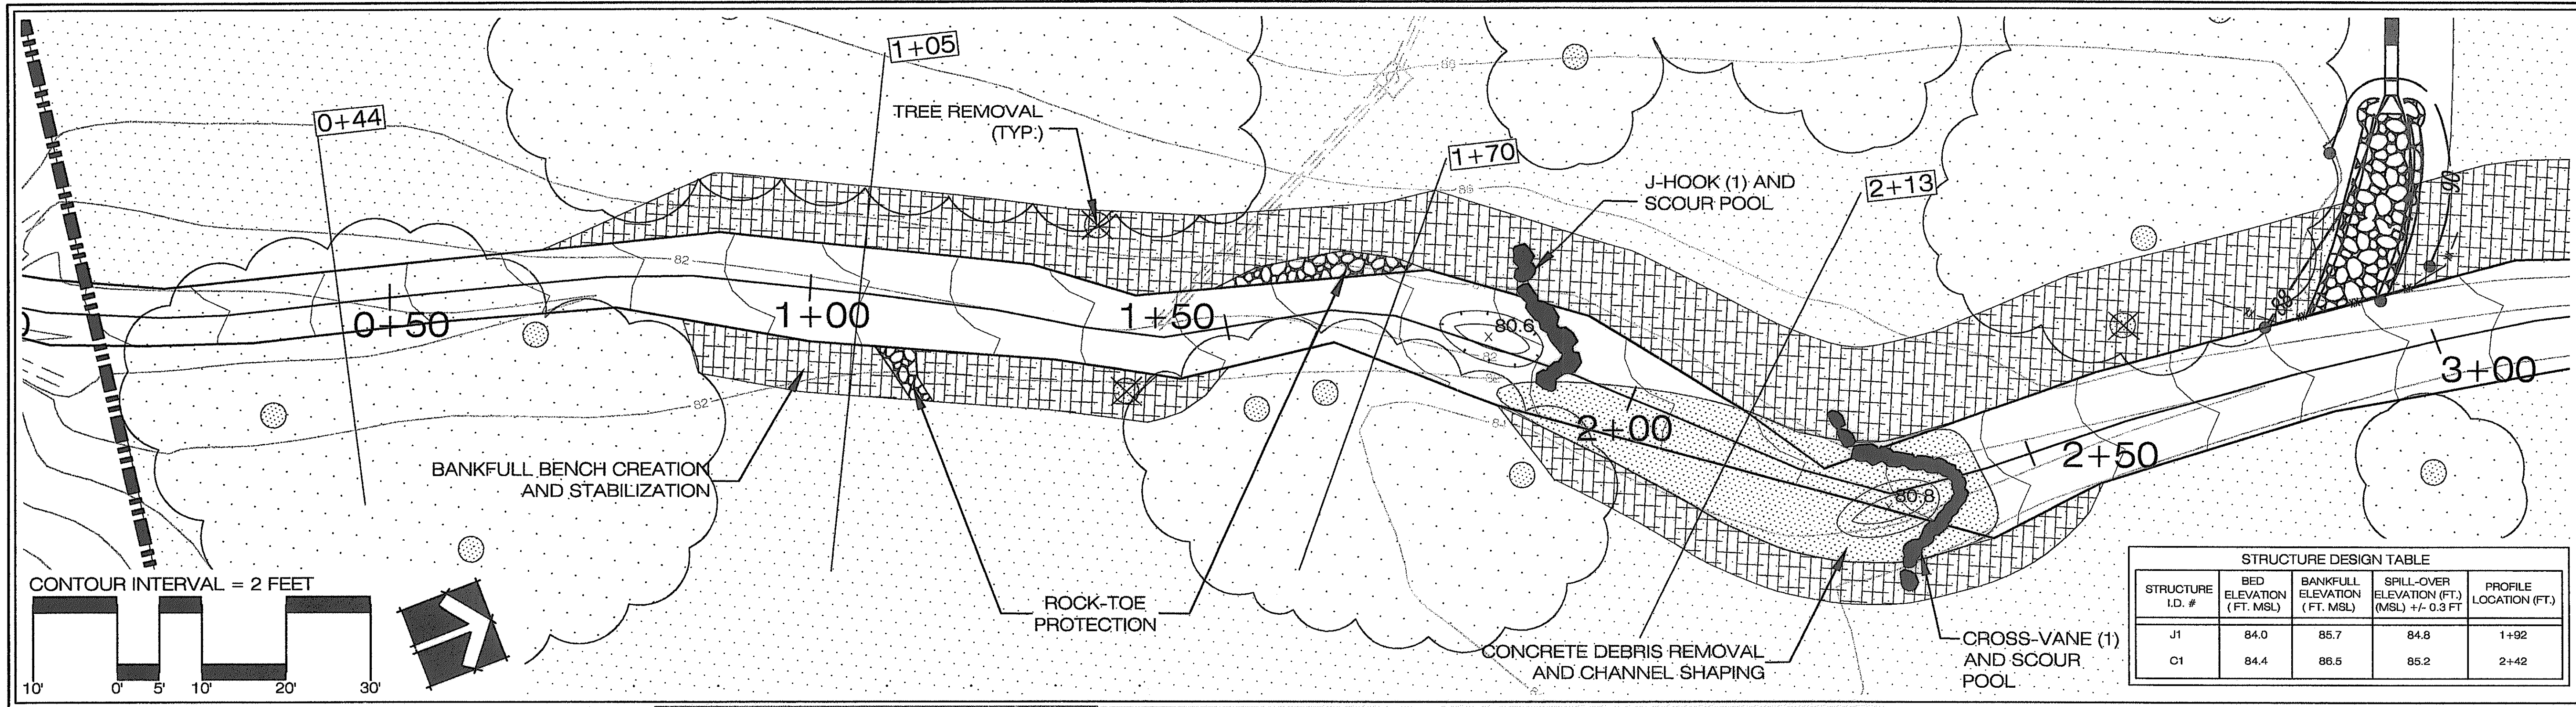 0+44
1+05
TREE REMOVAL
(TYP.)
1+70
J-HOOK (1) AND
SCOUR POOL
2+13
86
86
90
88
82
0+50
1+00
1+50
80.6
82
2+00
2+50
3+00
80.8
82
BANKFULL BENCH CREATION
AND STABILIZATION
ROCK-TOE
PROTECTION
CONCRETE DEBRIS REMOVAL
AND CHANNEL SHAPING
CROSS-VANE (1)
AND SCOUR
POOL
CONTOUR INTERVAL = 2 FEET
10' 0' 5' 10' 20' 30'
STRUCTURE DESIGN TABLE
STRUCTURE I.D. # BED ELEVATION (FT. MSL) BANKFULL ELEVATION (FT. MSL) SPILL-OVER ELEVATION (FT.) (MSL) +/- 0.3 FT PROFILE LOCATION (FT.)
J1 84.0 85.7 84.8 1+92
C1 84.4 86.5 85.2 2+42